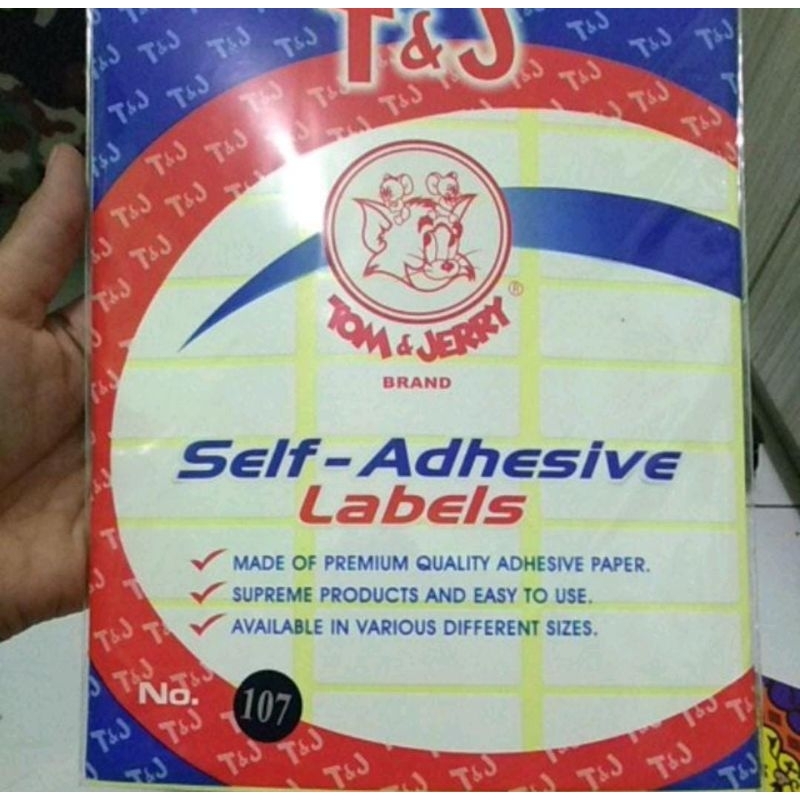 T&J
TOM & JERRY ®
BRAND
Self-Adhesive
Labels
MADE OF PREMIUM QUALITY ADHESIVE PAPER.
SUPREME PRODUCTS AND EASY TO USE.
AVAILABLE IN VARIOUS DIFFERENT SIZES.
No. 107